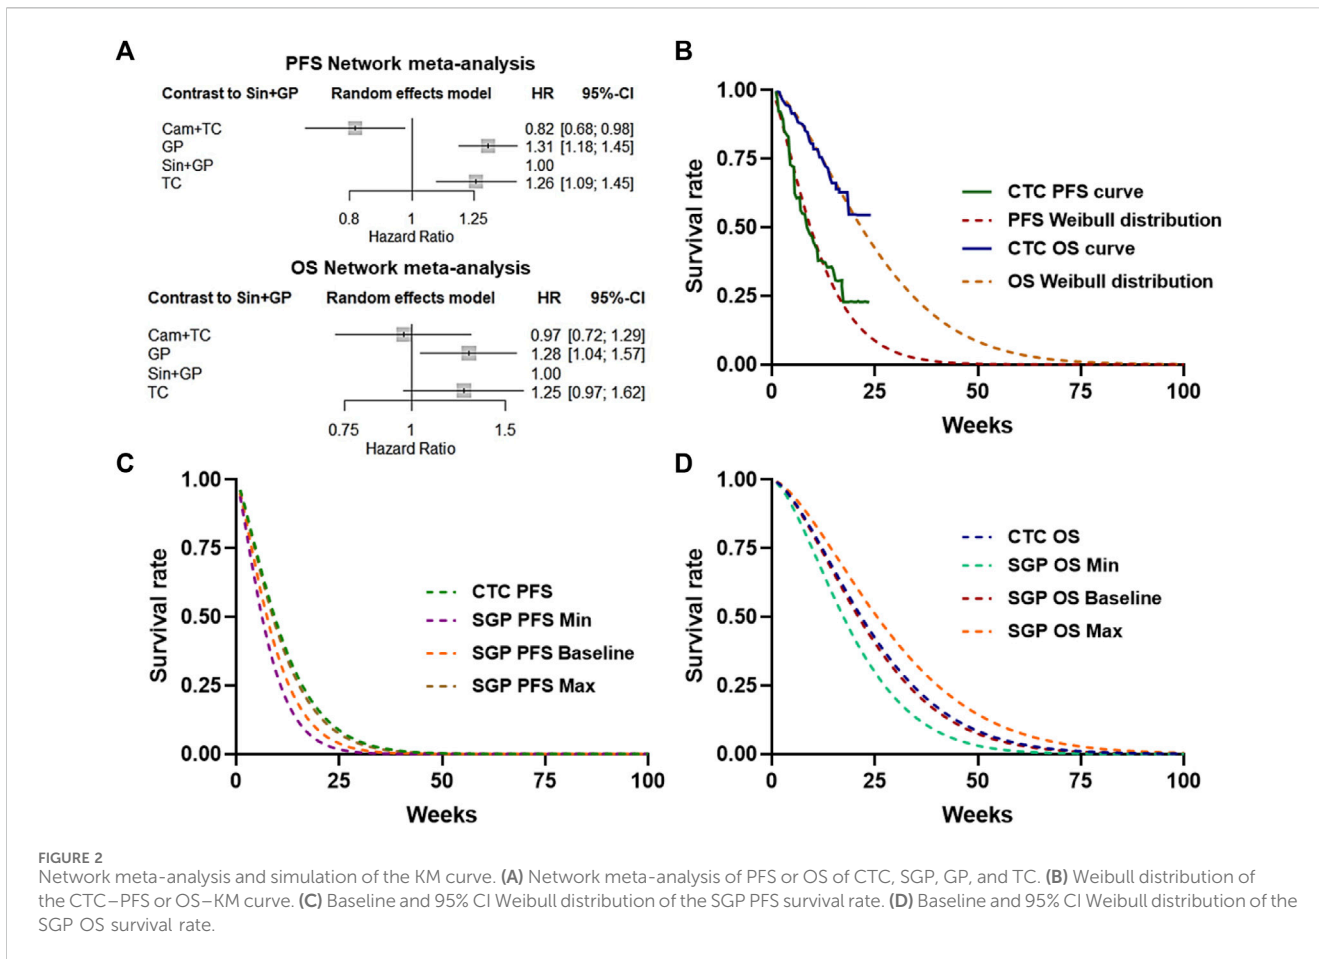 A
PFS Network meta-analysis
Contrast to Sin+GP Random effects model HR 95%-CI
Cam+TC 0.82 [0.68; 0.98]
GP 1.31 [1.18; 1.45]
Sin+GP 1.00
TC 1.26 [1.09; 1.45]
0.8 1 1.25
Hazard Ratio
OS Network meta-analysis
Contrast to Sin+GP Random effects model HR 95%-CI
Cam+TC 0.97 [0.72; 1.29]
GP 1.28 [1.04; 1.57]
Sin+GP 1.00
TC 1.25 [0.97; 1.62]
0.75 1 1.5
Hazard Ratio
B
Survival rate
1.00
0.75
0.50
0.25
0.00
0 25 50 75 100
Weeks
CTC PFS curve
PFS Weibull distribution
CTC OS curve
OS Weibull distribution
C
Survival rate
1.00
0.75
0.50
0.25
0.00
0 25 50 75 100
Weeks
CTC PFS
SGP PFS Min
SGP PFS Baseline
SGP PFS Max
D
Survival rate
1.00
0.75
0.50
0.25
0.00
0 25 50 75 100
Weeks
CTC OS
SGP OS Min
SGP OS Baseline
SGP OS Max
FIGURE 2
Network meta-analysis and simulation of the KM curve. (A) Network meta-analysis of PFS or OS of CTC, SGP, GP, and TC. (B) Weibull distribution of
the CTC–PFS or OS–KM curve. (C) Baseline and 95% CI Weibull distribution of the SGP PFS survival rate. (D) Baseline and 95% CI Weibull distribution of the
SGP OS survival rate.